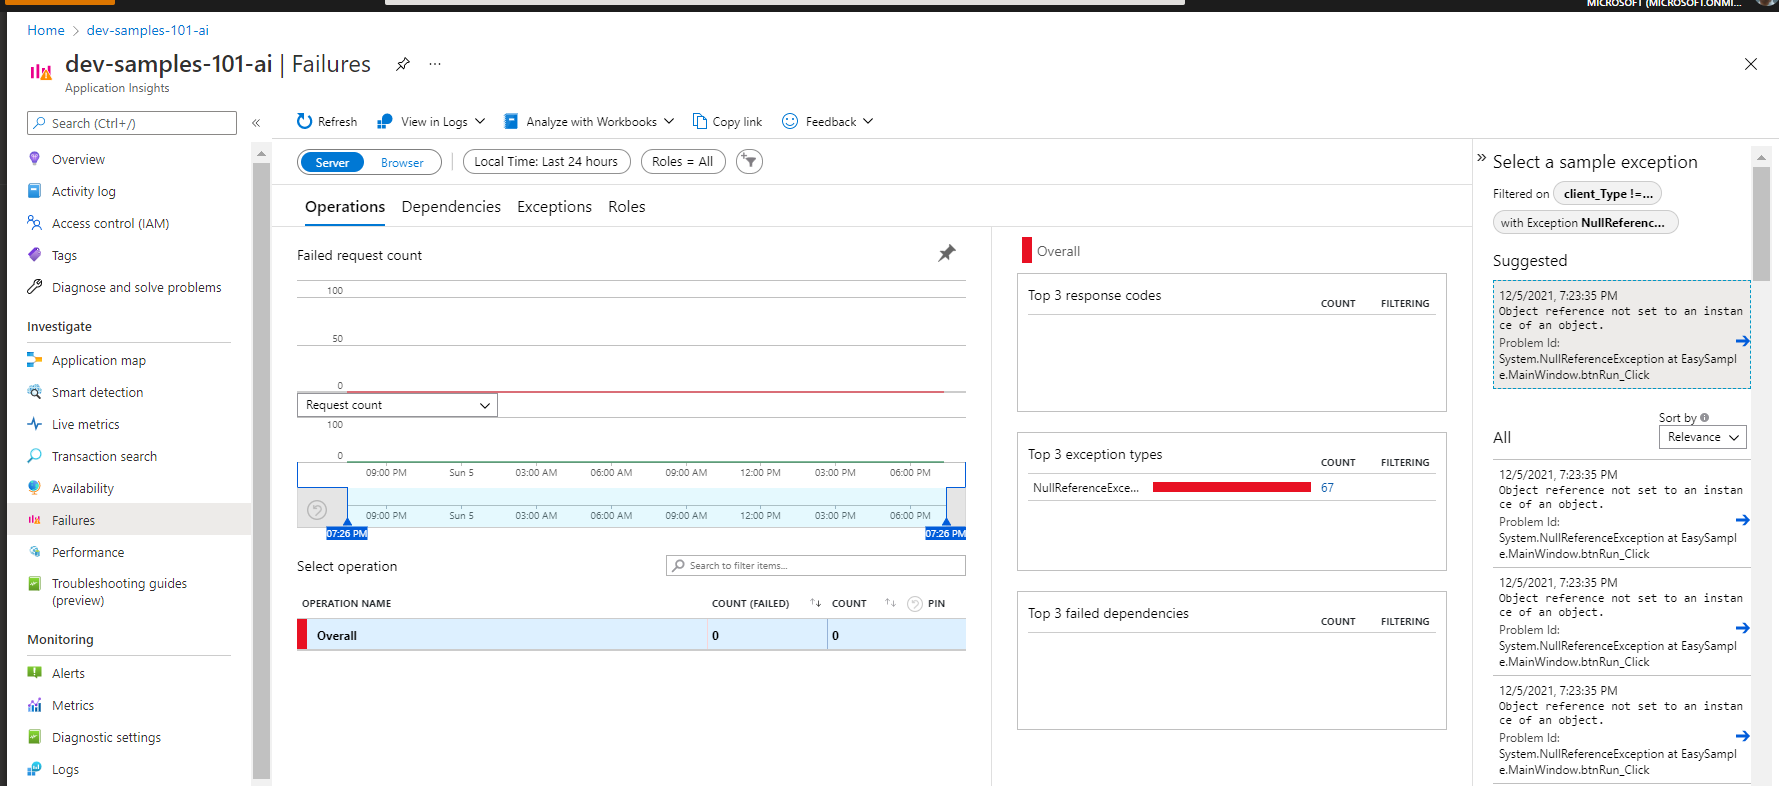 MICROSOFT (MICROSOFT.ONMI...
Home > dev-samples-101-ai
dev-samples-101-ai | Failures ...
Application Insights
Search (Ctrl+/)
«
Overview
Activity log
Access control (IAM)
Tags
Diagnose and solve problems
Investigate
Application map
Smart detection
Live metrics
Transaction search
Availability
Failures
Performance
Troubleshooting guides
(preview)
Monitoring
Alerts
Metrics
Diagnostic settings
Logs
Refresh View in Logs Analyze with Workbooks Copy link Feedback
Server Browser Local Time: Last 24 hours Roles = All
Operations Dependencies Exceptions Roles
Failed request count
100
50
0
Request count
100
0
09:00 PM Sun 5 03:00 AM 06:00 AM 09:00 AM 12:00 PM 03:00 PM 06:00 PM
09:00 PM Sun 5 03:00 AM 06:00 AM 09:00 AM 12:00 PM 03:00 PM 06:00 PM
07:26 PM 07:26 PM
Select operation
Search to filter items...
OPERATION NAME COUNT (FAILED) COUNT PIN
Overall 0 0
Overall
Top 3 response codes
COUNT FILTERING
Top 3 exception types
COUNT FILTERING
NullReferenceExce... 67
Top 3 failed dependencies
COUNT FILTERING
» Select a sample exception
Filtered on client_Type !=...
with Exception NullReferenc...
Suggested
12/5/2021, 7:23:35 PM
Object reference not set to an instan
ce of an object.
Problem Id:
System.NullReferenceException at EasySampl
e.MainWindow.btnRun_Click
Sort by
All
Relevance
12/5/2021, 7:23:35 PM
Object reference not set to an instan
ce of an object.
Problem Id:
System.NullReferenceException at EasySampl
e.MainWindow.btnRun_Click
12/5/2021, 7:23:35 PM
Object reference not set to an instan
ce of an object.
Problem Id:
System.NullReferenceException at EasySampl
e.MainWindow.btnRun_Click
12/5/2021, 7:23:35 PM
Object reference not set to an instan
ce of an object.
Problem Id:
System.NullReferenceException at EasySampl
e.MainWindow.btnRun_Click